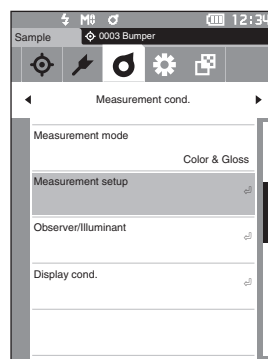 12:34
Sample
0003 Bumper
Measurement cond.
Measurement mode
Color & Gloss
Measurement setup
Observer/Illuminant
Display cond.